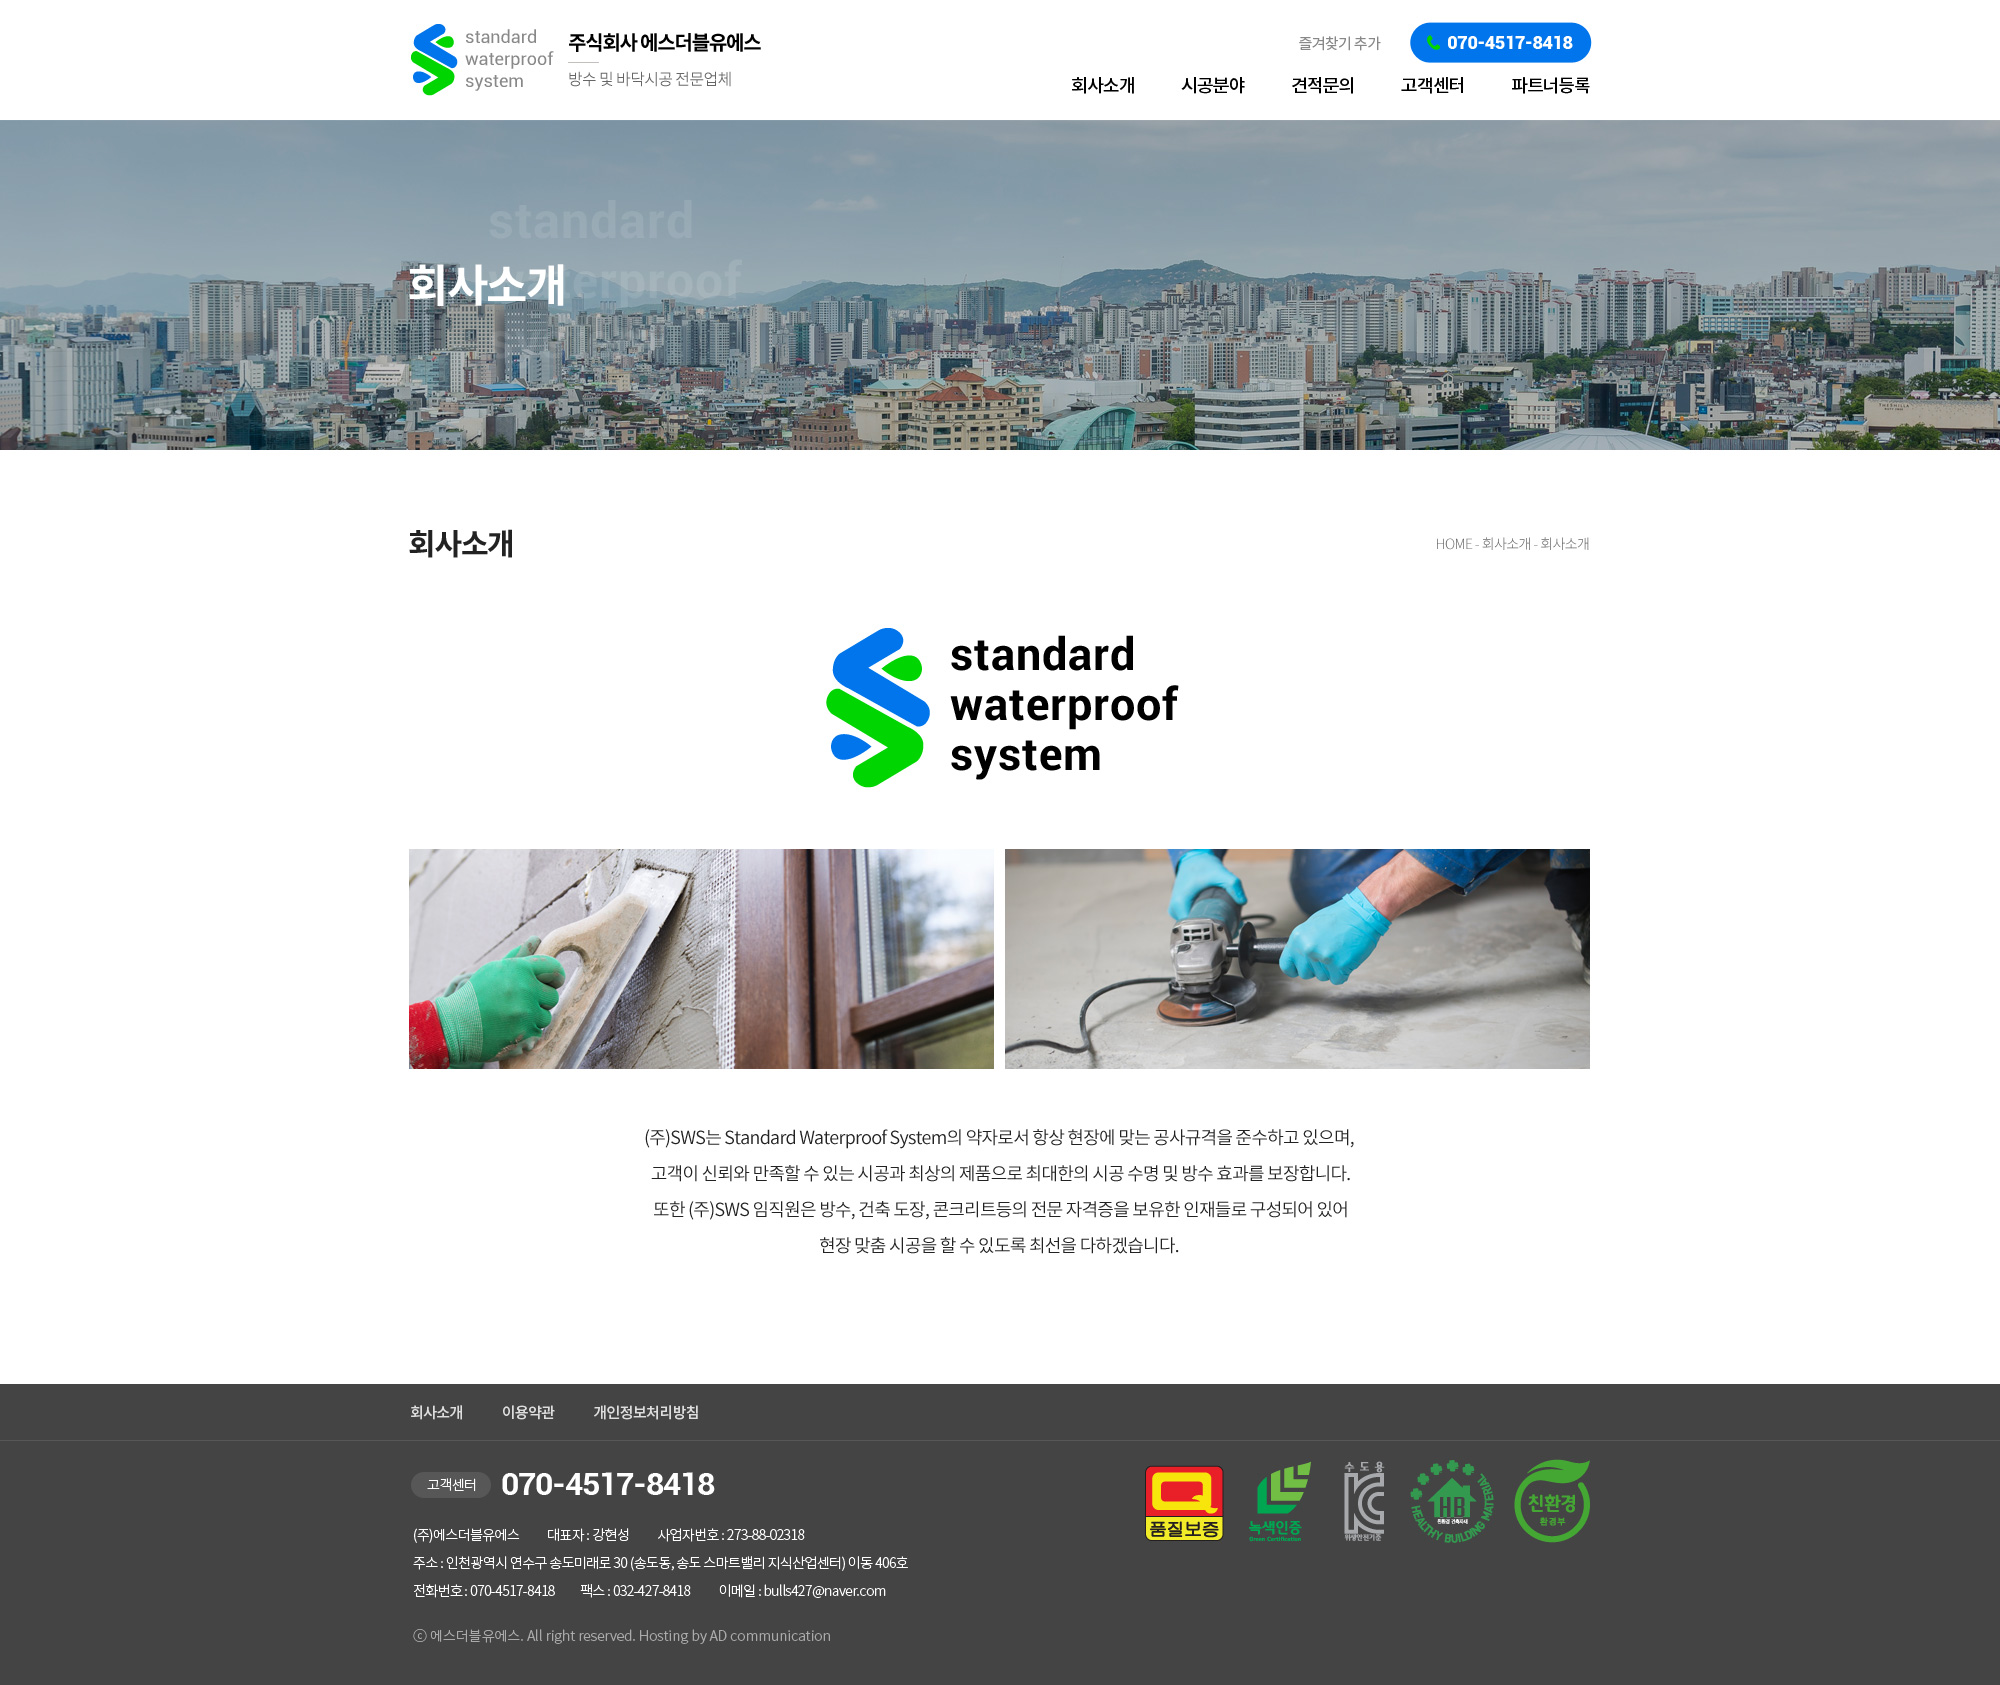 standard
waterproof
system
주식회사 에스더블유에스
방수 및 바닥시공 전문업체
즐겨찾기 추가
070-4517-8418
회사소개 시공분야 견적문의 고객센터 파트너등록
standard
erproof
회사소개
회사소개
HOME - 회사소개 - 회사소개
standard
waterproof
system
(주)SWS는 Standard Waterproof System의 약자로서 항상 현장에 맞는 공사규격을 준수하고 있으며,
고객이 신뢰와 만족할 수 있는 시공과 최상의 제품으로 최대한의 시공 수명 및 방수 효과를 보장합니다.
또한 (주)SWS 임직원은 방수, 건축 도장, 콘크리트등의 전문 자격증을 보유한 인재들로 구성되어 있어
현장 맞춤 시공을 할 수 있도록 최선을 다하겠습니다.
회사소개 이용약관 개인정보처리방침
고객센터 070-4517-8418
(주)에스더블유에스 대표자 : 강현성 사업자번호 : 273-88-02318
주소 : 인천광역시 연수구 송도미래로 30 (송도동, 송도 스마트밸리 지식산업센터) 이동 406호
전화번호 : 070-4517-8418 팩스 : 032-427-8418 이메일 : bulls427@naver.com
ⓒ 에스더블유에스. All right reserved. Hosting by AD communication
Q
품질보증
녹색인증
Green Certification
수도용
KC
위생안전기준
HB
친환경 건축자재
HEALTHY BUILDING MATERIAL
친환경
환경부